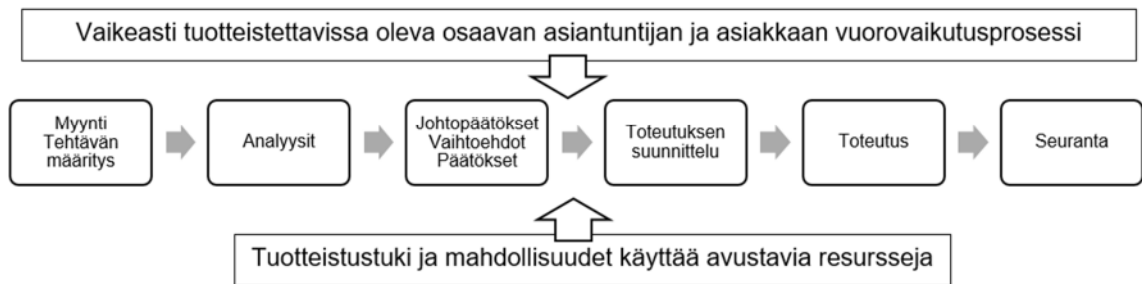 Vaikeasti tuotteistettavissa oleva osaavan asiantuntijan ja asiakkaan vuorovaikutusprosessi
Myynti
Tehtävän
määritys
Analyysit
Johtopäätökset
Vaihtoehdot
Päätökset
Toteutuksen
suunnittelu
Toteutus
Seuranta
Tuotteistustuki ja mahdollisuudet käyttää avustavia resursseja